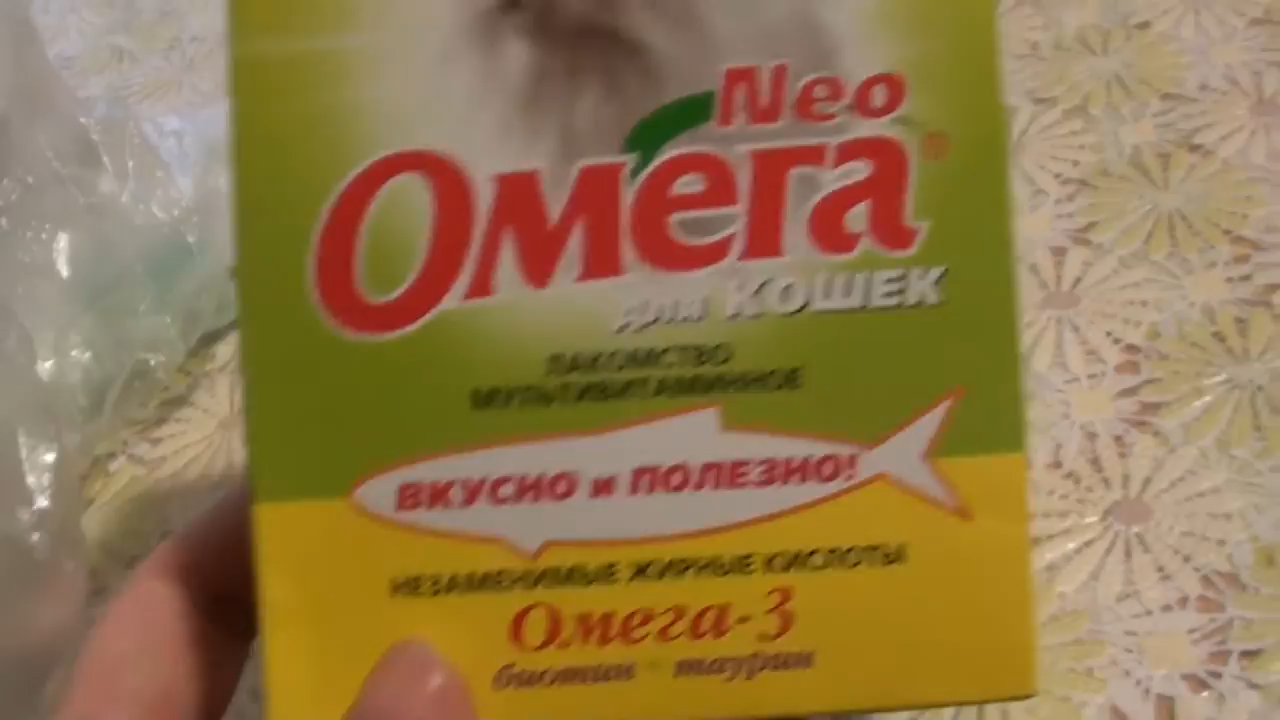 Neo
Омега®
для КОШЕК
ЛАКОМСТВО
МУЛЬТИВИТАМИННОЕ
ВКУСНО и ПОЛЕЗНО!
НЕЗАМЕНИМЫЕ ЖИРНЫЕ КИСЛОТЫ
Омега-3
биотин · таурин